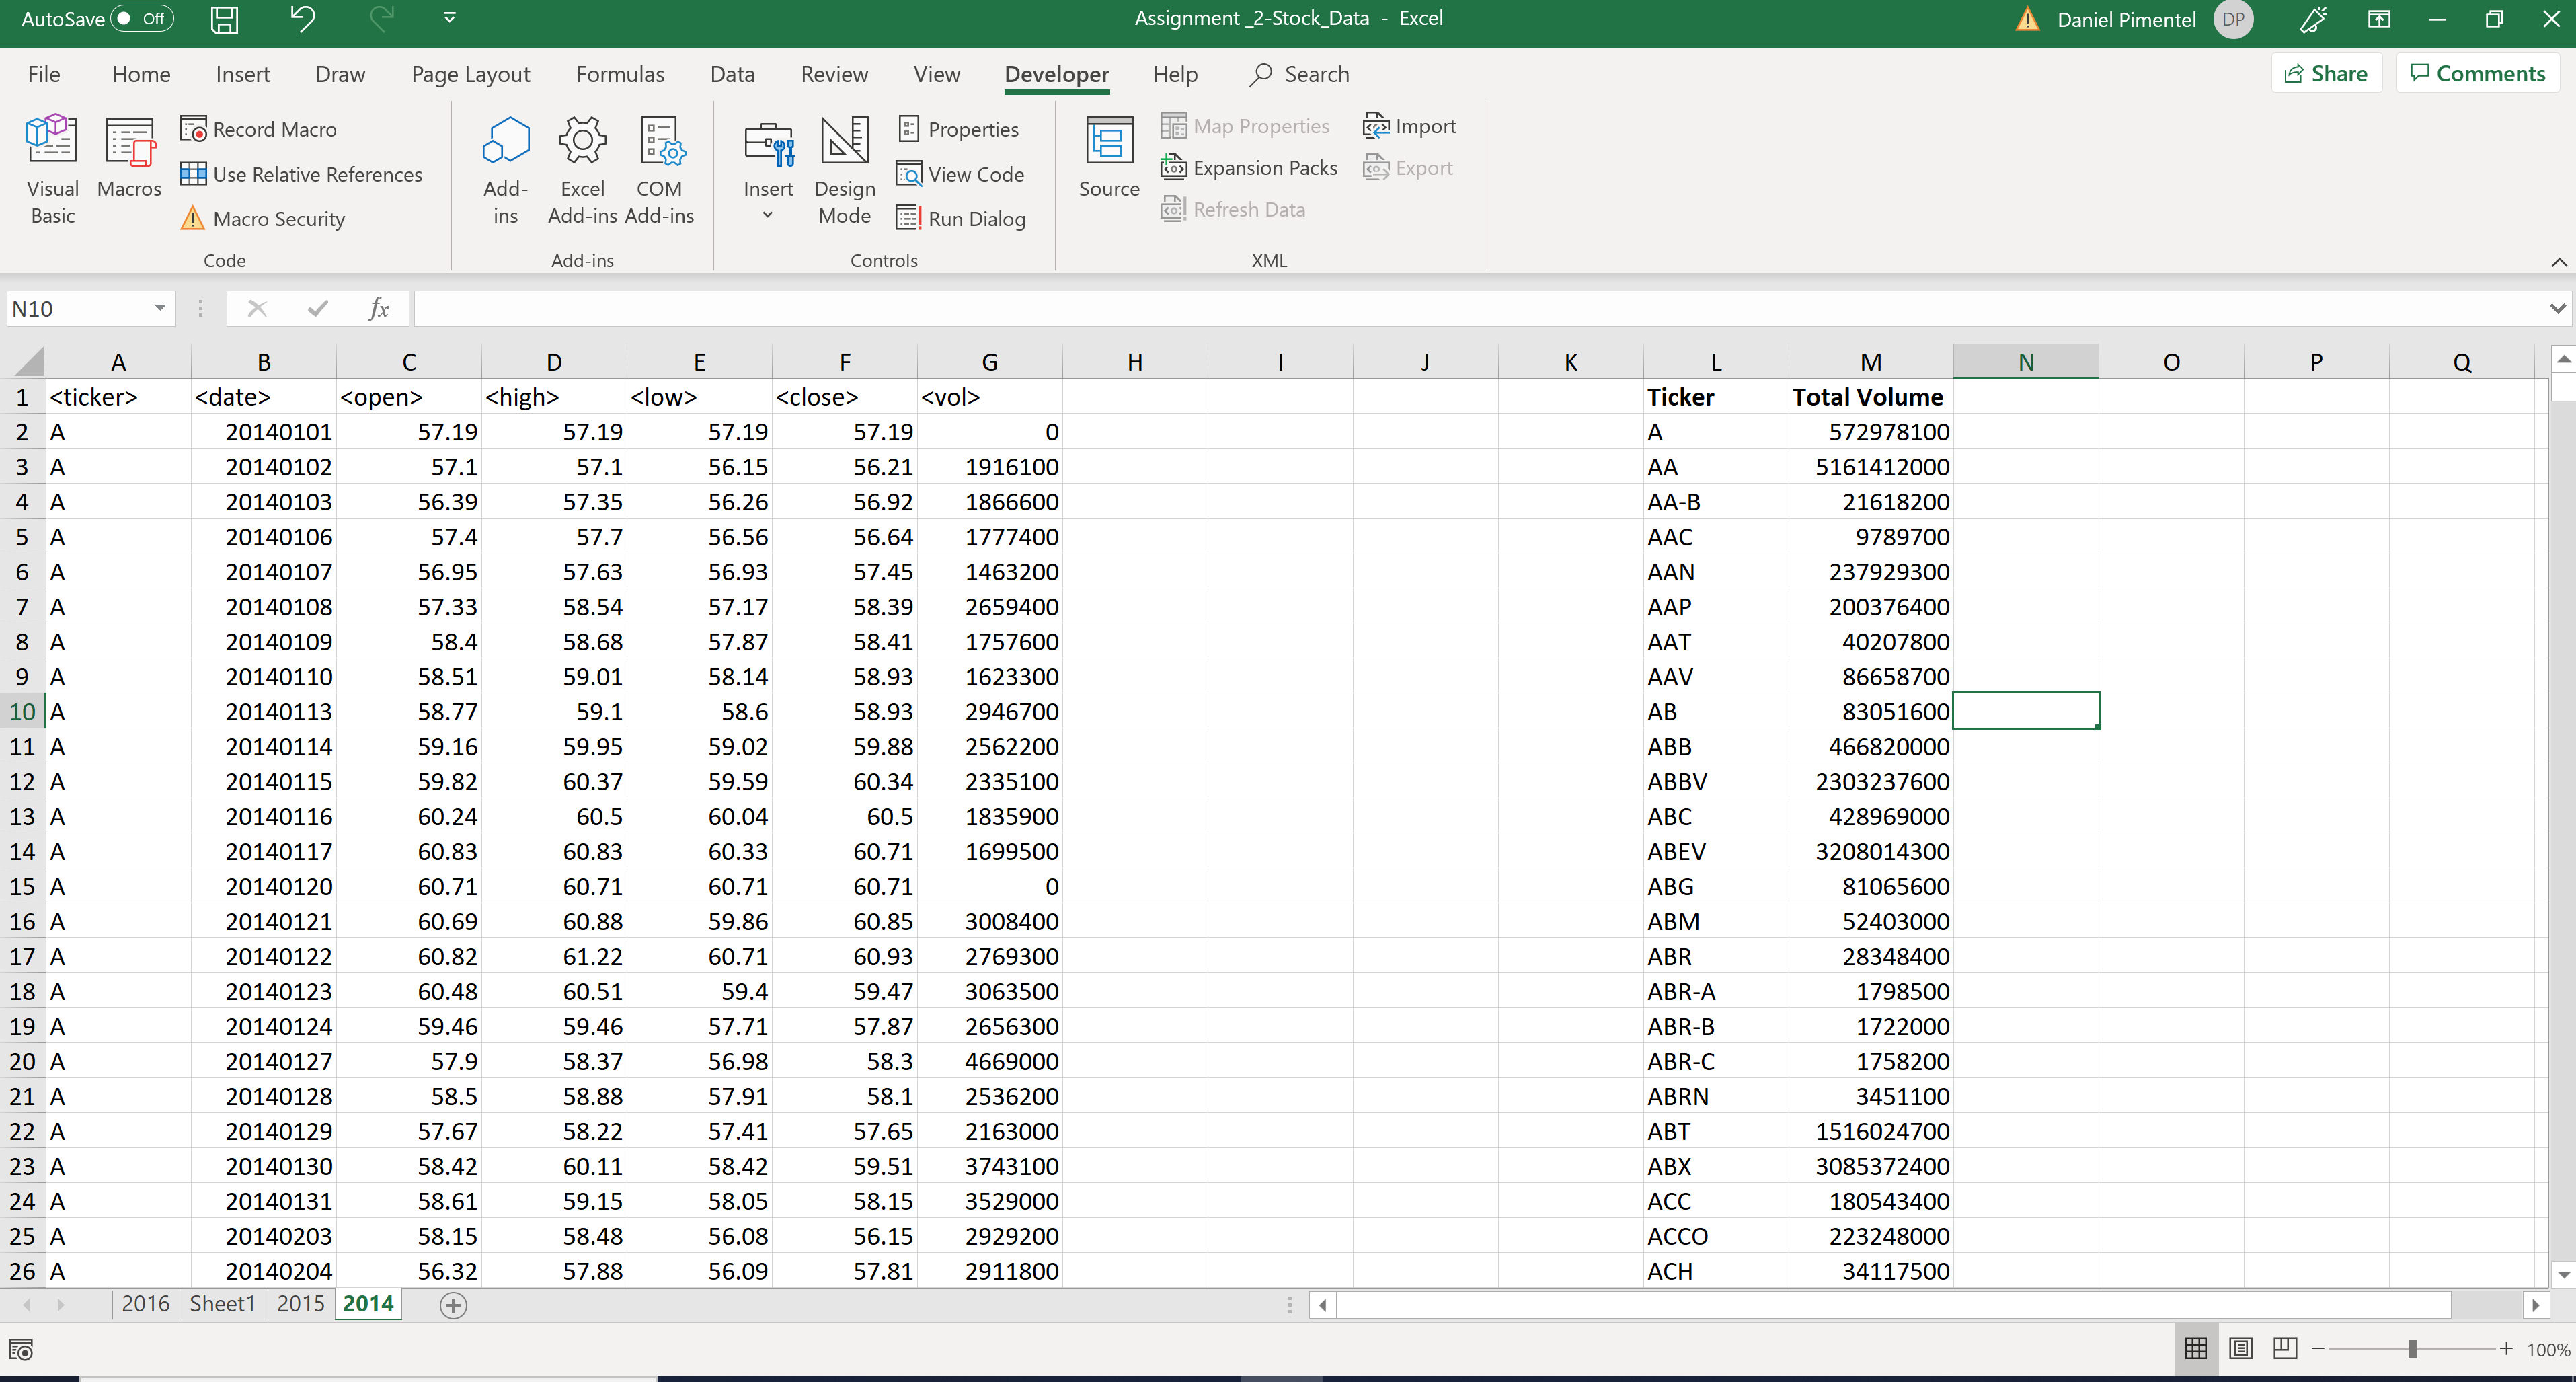 AutoSave Off Assignment _2-Stock_Data - Excel Daniel Pimentel DP
File Home Insert Draw Page Layout Formulas Data Review View Developer Help Search Share Comments
Visual Basic
Macros
Record Macro
Use Relative References
Macro Security
Code
Add-ins
Excel Add-ins
COM Add-ins
Add-ins
Insert
Design Mode
Properties
View Code
Run Dialog
Controls
Source
Map Properties
Expansion Packs
Refresh Data
Import
Export
XML
N10 fx
A B C D E F G H I J K L M N O P Q
1 <ticker> <date> <open> <high> <low> <close> <vol> Ticker Total Volume
2 A 20140101 57.19 57.19 57.19 57.19 0 A 572978100
3 A 20140102 57.1 57.1 56.15 56.21 1916100 AA 5161412000
4 A 20140103 56.39 57.35 56.26 56.92 1866600 AA-B 21618200
5 A 20140106 57.4 57.7 56.56 56.64 1777400 AAC 9789700
6 A 20140107 56.95 57.63 56.93 57.45 1463200 AAN 237929300
7 A 20140108 57.33 58.54 57.17 58.39 2659400 AAP 200376400
8 A 20140109 58.4 58.68 57.87 58.41 1757600 AAT 40207800
9 A 20140110 58.51 59.01 58.14 58.93 1623300 AAV 86658700
10 A 20140113 58.77 59.1 58.6 58.93 2946700 AB 83051600
11 A 20140114 59.16 59.95 59.02 59.88 2562200 ABB 466820000
12 A 20140115 59.82 60.37 59.59 60.34 2335100 ABBV 2303237600
13 A 20140116 60.24 60.5 60.04 60.5 1835900 ABC 428969000
14 A 20140117 60.83 60.83 60.33 60.71 1699500 ABEV 3208014300
15 A 20140120 60.71 60.71 60.71 60.71 0 ABG 81065600
16 A 20140121 60.69 60.88 59.86 60.85 3008400 ABM 52403000
17 A 20140122 60.82 61.22 60.71 60.93 2769300 ABR 28348400
18 A 20140123 60.48 60.51 59.4 59.47 3063500 ABR-A 1798500
19 A 20140124 59.46 59.46 57.71 57.87 2656300 ABR-B 1722000
20 A 20140127 57.9 58.37 56.98 58.3 4669000 ABR-C 1758200
21 A 20140128 58.5 58.88 57.91 58.1 2536200 ABRN 3451100
22 A 20140129 57.67 58.22 57.41 57.65 2163000 ABT 1516024700
23 A 20140130 58.42 60.11 58.42 59.51 3743100 ABX 3085372400
24 A 20140131 58.61 59.15 58.05 58.15 3529000 ACC 180543400
25 A 20140203 58.15 58.48 56.08 56.15 2929200 ACCO 223248000
26 A 20140204 56.32 57.88 56.09 57.81 2911800 ACH 34117500
2016 Sheet1 2015 2014
100%